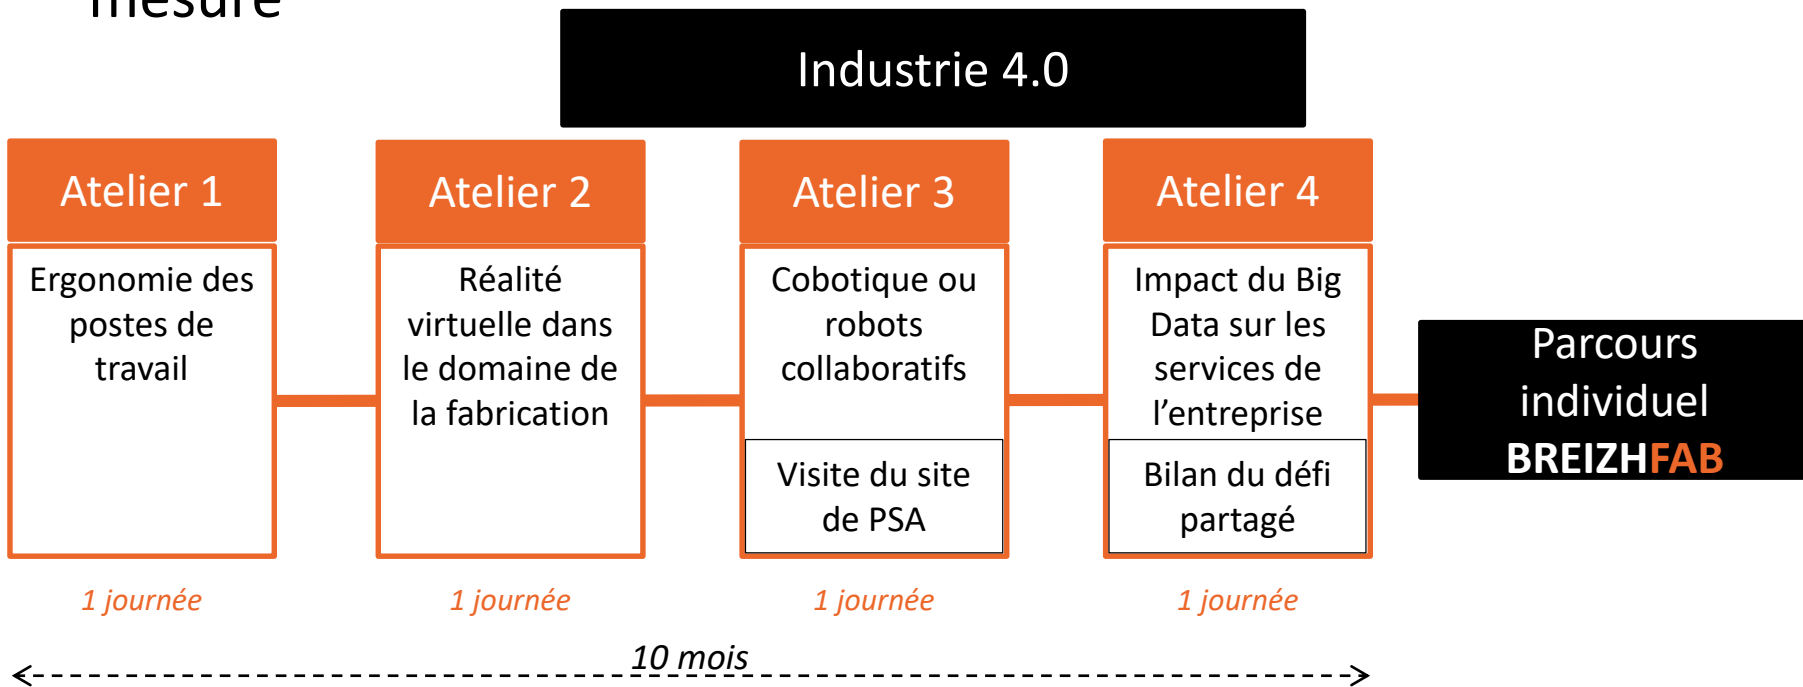 mesure
Industrie 4.0
Atelier 1
Ergonomie des
postes de
travail
1 journée
Atelier 2
Réalité
virtuelle dans
le domaine de
la fabrication
1 journée
Atelier 3
Cobotique ou
robots
collaboratifs
Visite du site
de PSA
1 journée
Atelier 4
Impact du Big
Data sur les
services de
l’entreprise
Bilan du défi
partagé
1 journée
Parcours
individuel
BREIZHFAB
10 mois